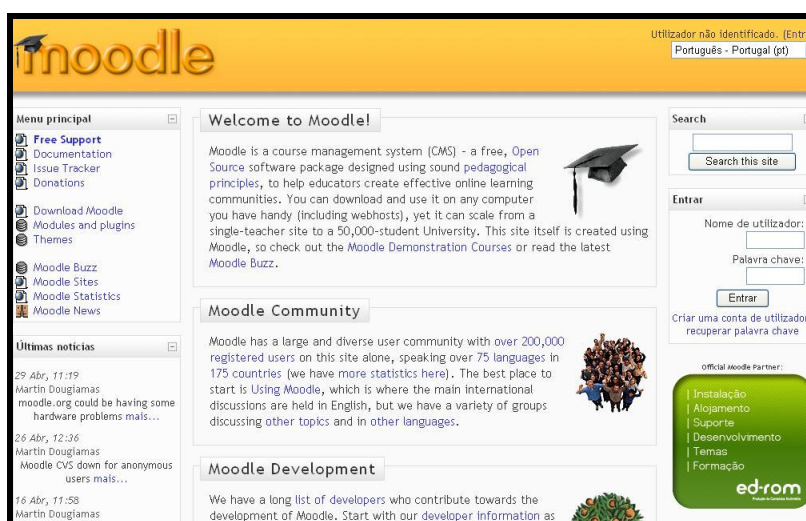 moodle
Utilizador não identificado. (Entr
Português - Portugal (pt)
Menu principal
Free Support
Documentation
Issue Tracker
Donations
Download Moodle
Modules and plugins
Themes
Moodle Buzz
Moodle Sites
Moodle Statistics
Moodle News
Últimas notícias
29 Abr, 11:19
Martin Dougiamas
moodle.org could be having some
hardware problems mais...
26 Abr, 12:36
Martin Dougiamas
Moodle CVS down for anonymous
users mais...
16 Abr, 11:58
Martin Dougiamas
Welcome to Moodle!
Moodle is a course management system (CMS) - a free, Open
Source software package designed using sound pedagogical
principles, to help educators create effective online learning
communities. You can download and use it on any computer
you have handy (including webhosts), yet it can scale from a
single-teacher site to a 50,000-student University. This site itself is created using
Moodle, so check out the Moodle Demonstration Courses or read the latest
Moodle Buzz.
Moodle Community
Moodle has a large and diverse user community with over 200,000
registered users on this site alone, speaking over 75 languages in
175 countries (we have more statistics here). The best place to
start is Using Moodle, which is where the main international
discussions are held in English, but we have a variety of groups
discussing other topics and in other languages.
Moodle Development
We have a long list of developers who contribute towards the
development of Moodle. Start with our developer information as
Search
Search this site
Entrar
Nome de utilizador:
Palavra chave:
Entrar
Criar uma conta de utilizador
recuperar palavra chave
Official Moodle Partner:
| Instalação
| Alojamento
| Suporte
| Desenvolvimento
| Temas
| Formação
ed·rom